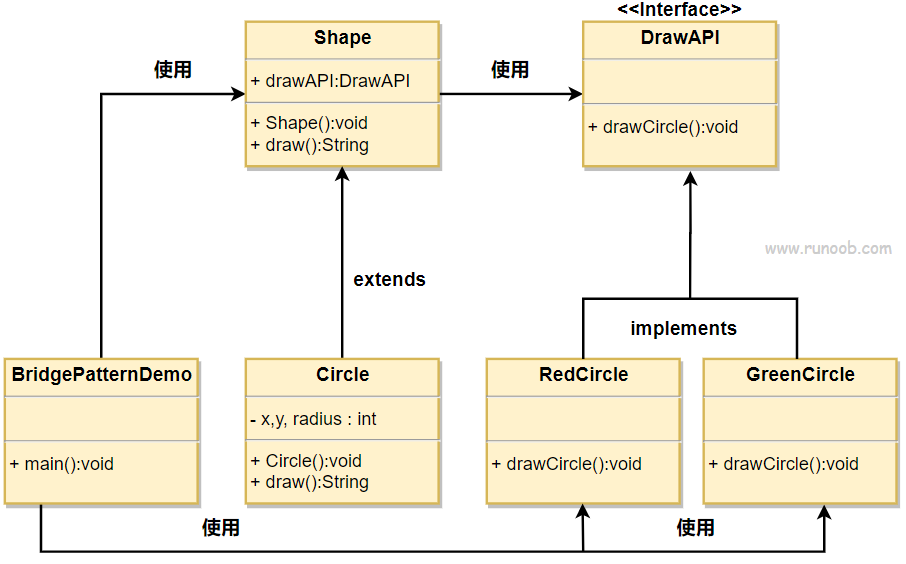 <<Interface>>
Shape
+ drawAPI:DrawAPI
+ Shape():void
+ draw():String
使用
使用
DrawAPI
+ drawCircle():void
www.runoob.com
extends
implements
BridgePatternDemo
+ main():void
Circle
- x,y, radius : int
+ Circle():void
+ draw():String
RedCircle
+ drawCircle():void
GreenCircle
+ drawCircle():void
使用
使用